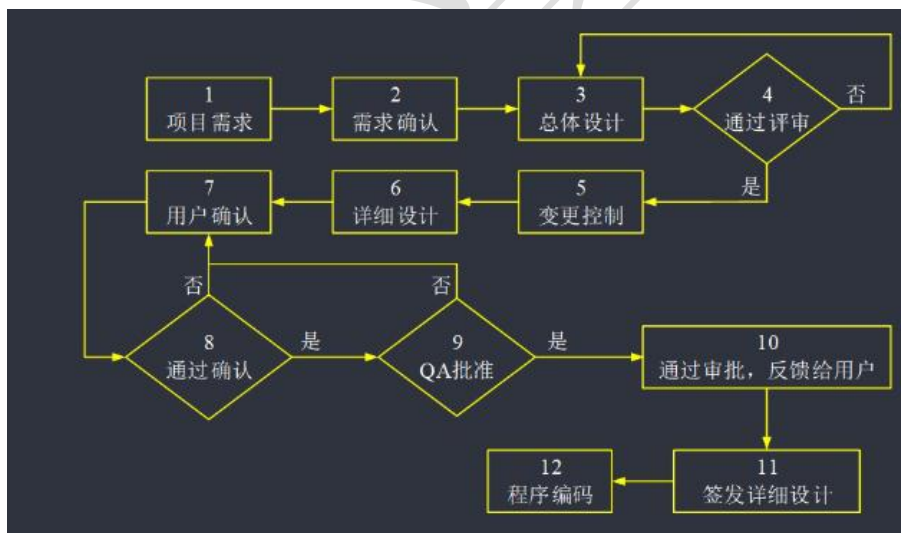 1
项目需求
2
需求确认
3
总体设计
4
通过评审
否
是
7
用户确认
6
详细设计
5
变更控制
否
否
8
通过确认
是
9
QA批准
是
10
通过审批，反馈给用户
12
程序编码
11
签发详细设计